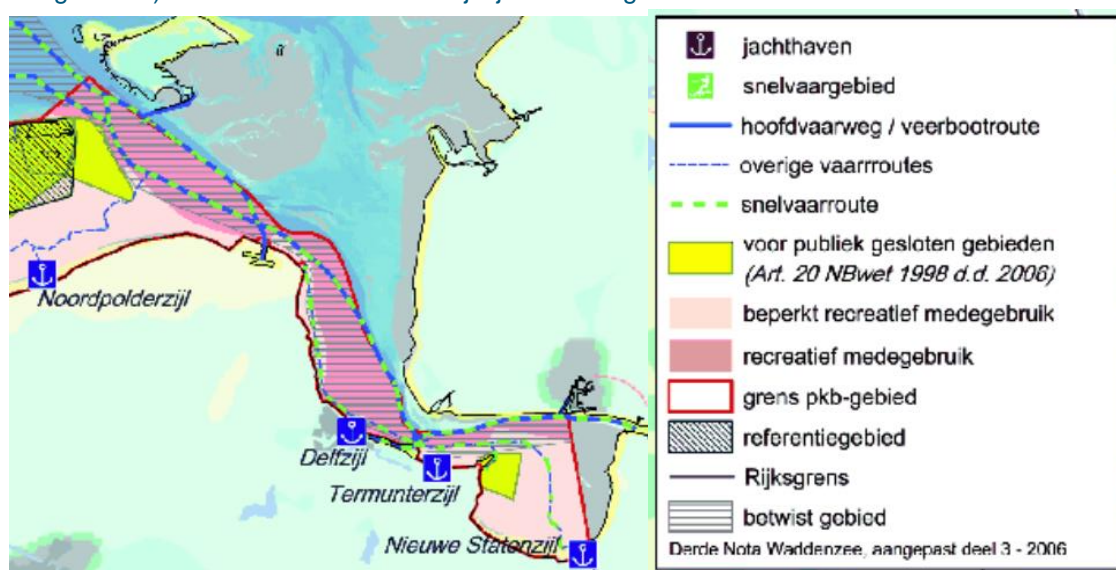 Noordpolderzijl
Delfzijl
Termunterzijl
Nieuwe Statenzijl
jachthaven
snelvaargebied
hoofdvaarweg / veerbootroute
overige vaarrroutes
snelvaarroute
voor publiek gesloten gebieden
(Art. 20 NBwet 1998 d.d. 2006)
beperkt recreatief medegebruik
recreatief medegebruik
grens pkb-gebied
referentiegebied
Rijksgrens
betwist gebied
Derde Nota Waddenzee, aangepast deel 3 - 2006